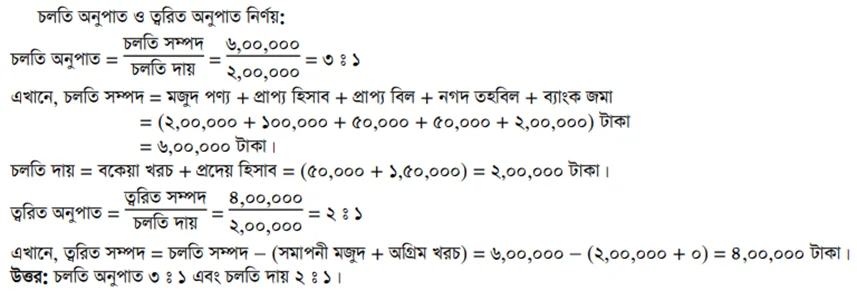 চলতি অনুপাত ও ত্বরিত অনুপাত নির্ণয়:
চলতি অনুপাত = চলতি সম্পদ / চলতি দায় = ৬,০০,০০০ / ২,০০,০০০ = ৩ ঃ ১
এখানে, চলতি সম্পদ = মজুদ পণ্য + প্রাপ্য হিসাব + প্রাপ্য বিল + নগদ তহবিল + ব্যাংক জমা
= (২,০০,০০০ + ১০০,০০০ + ৫০,০০০ + ৫০,০০০ + ২,০০,০০০) টাকা
= ৬,০০,০০০ টাকা।
চলতি দায় = বকেয়া খরচ + প্রদেয় হিসাব = (৫০,০০০ + ১,৫০,০০০) = ২,০০,০০০ টাকা।
ত্বরিত অনুপাত = ত্বরিত সম্পদ / চলতি দায় = ৪,০০,০০০ / ২,০০,০০০ = ২ ঃ ১
এখানে, ত্বরিত সম্পদ = চলতি সম্পদ − (সমাপনী মজুদ + অগ্রিম খরচ) = ৬,০০,০০০ − (২,০০,০০০ + ০) = ৪,০০,০০০ টাকা।
উত্তর: চলতি অনুপাত ৩ ঃ ১ এবং চলতি দায় ২ ঃ ১।